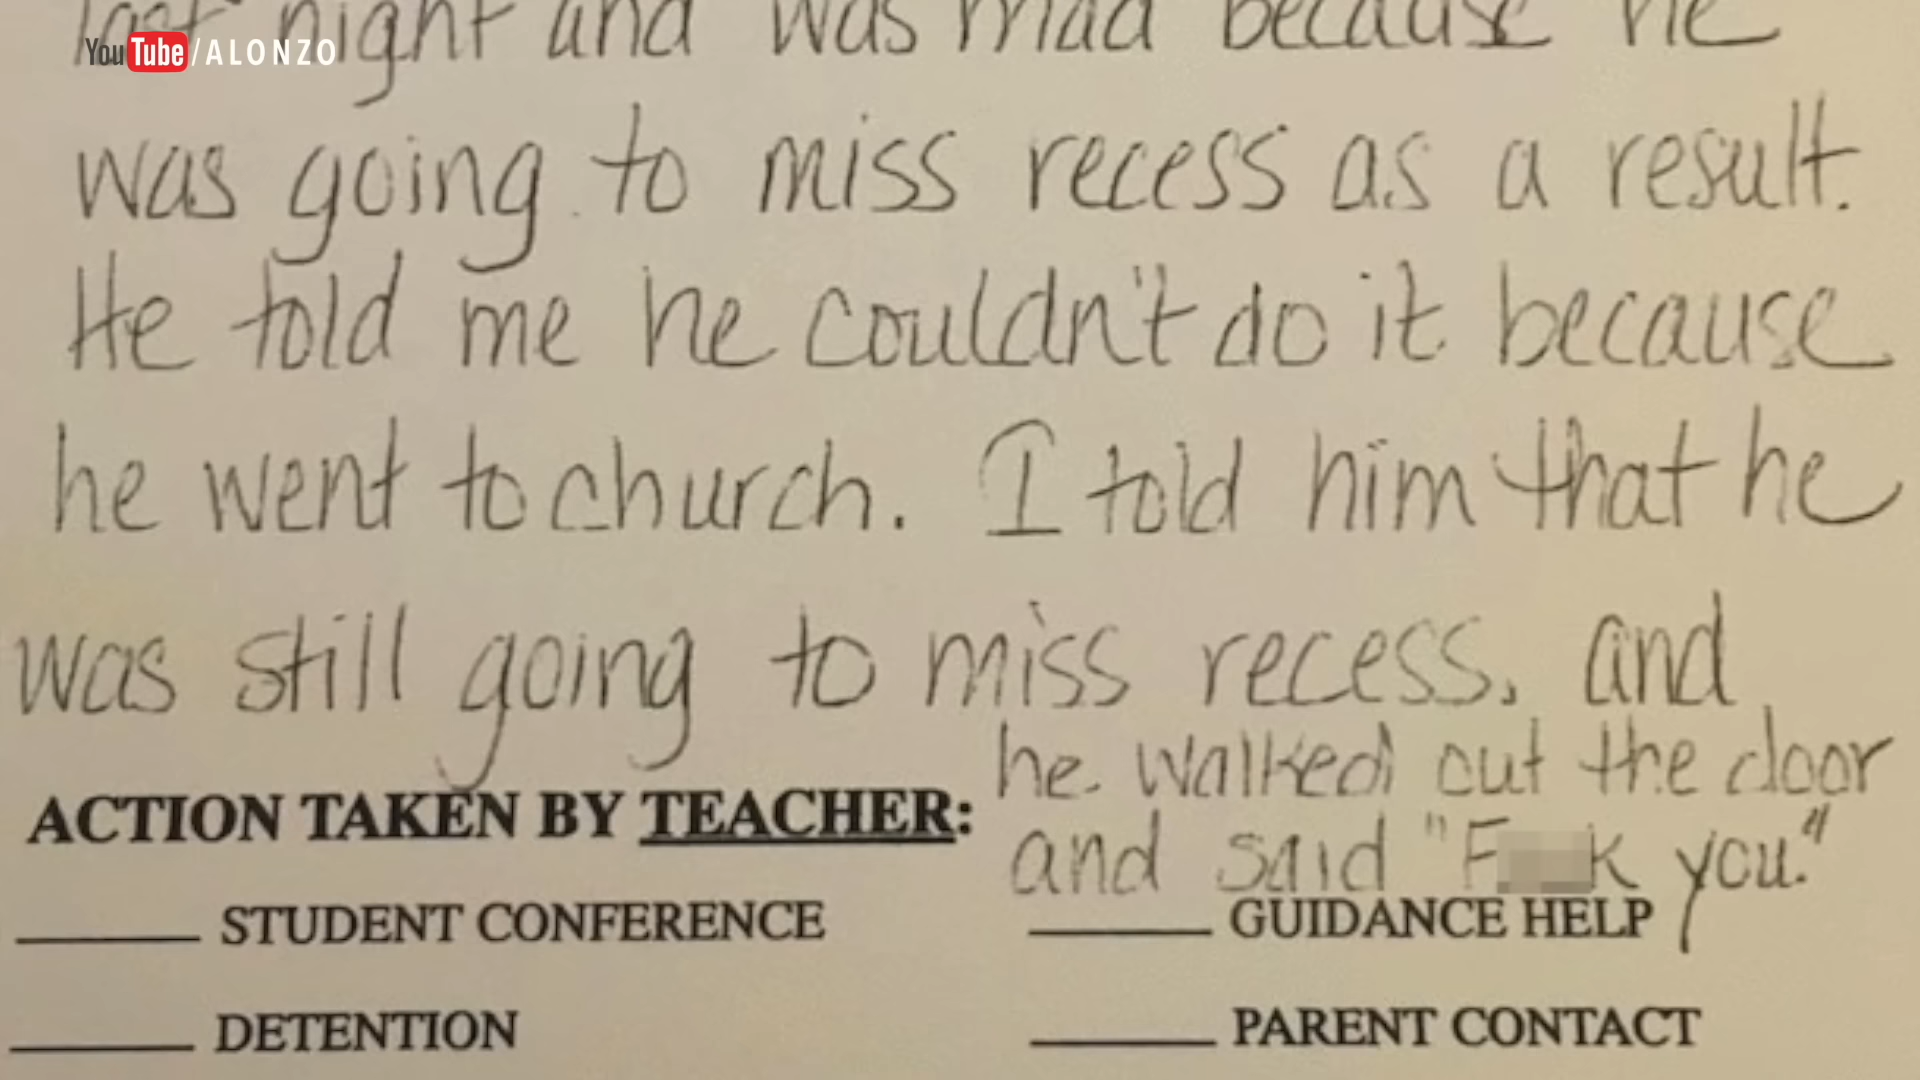 last night and was mad because he
YouTube/ALONZO
was going to miss recess as a result.
He told me he couldn't do it because
he went to church. I told him that he
was still going to miss recess, and
he walked out the door
ACTION TAKEN BY TEACHER:
and said "F k you."
STUDENT CONFERENCE
GUIDANCE HELP
DETENTION
PARENT CONTACT